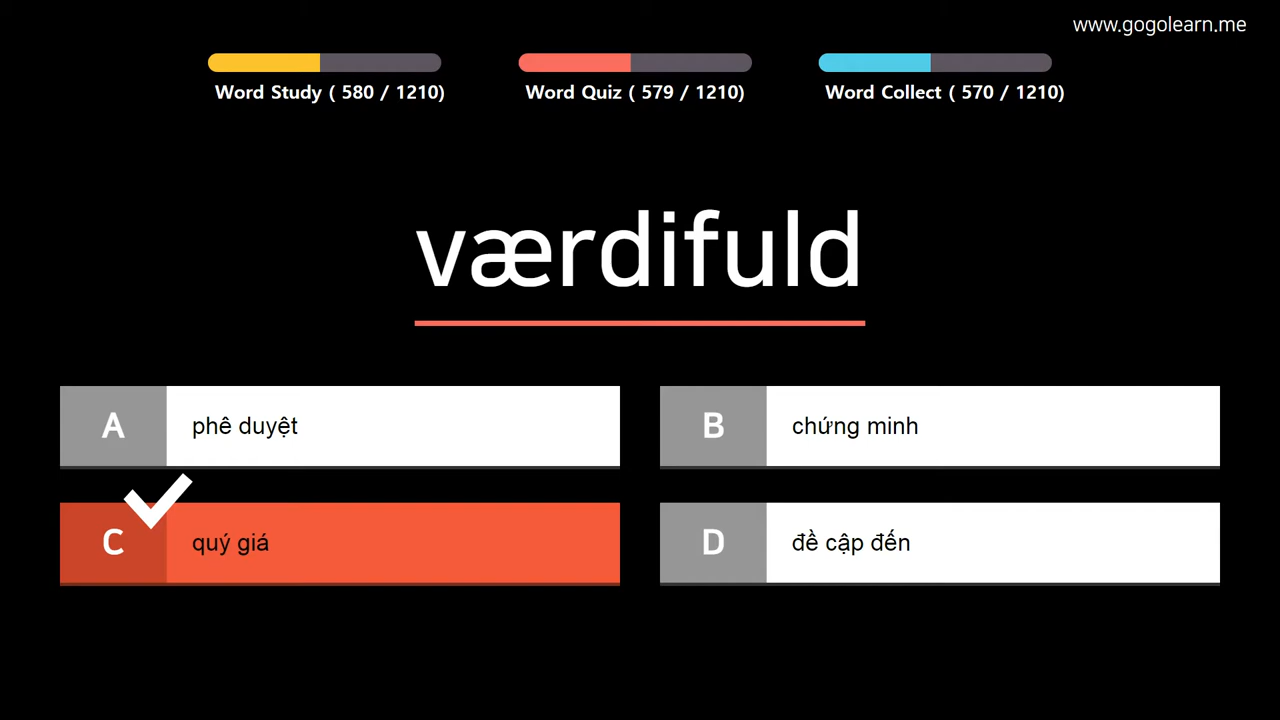 www.gogolearn.me
Word Study ( 580 / 1210)
Word Quiz ( 579 / 1210)
Word Collect ( 570 / 1210)
værdifuld
A
phê duyệt
B
chứng minh
C
quý giá
D
đề cập đến